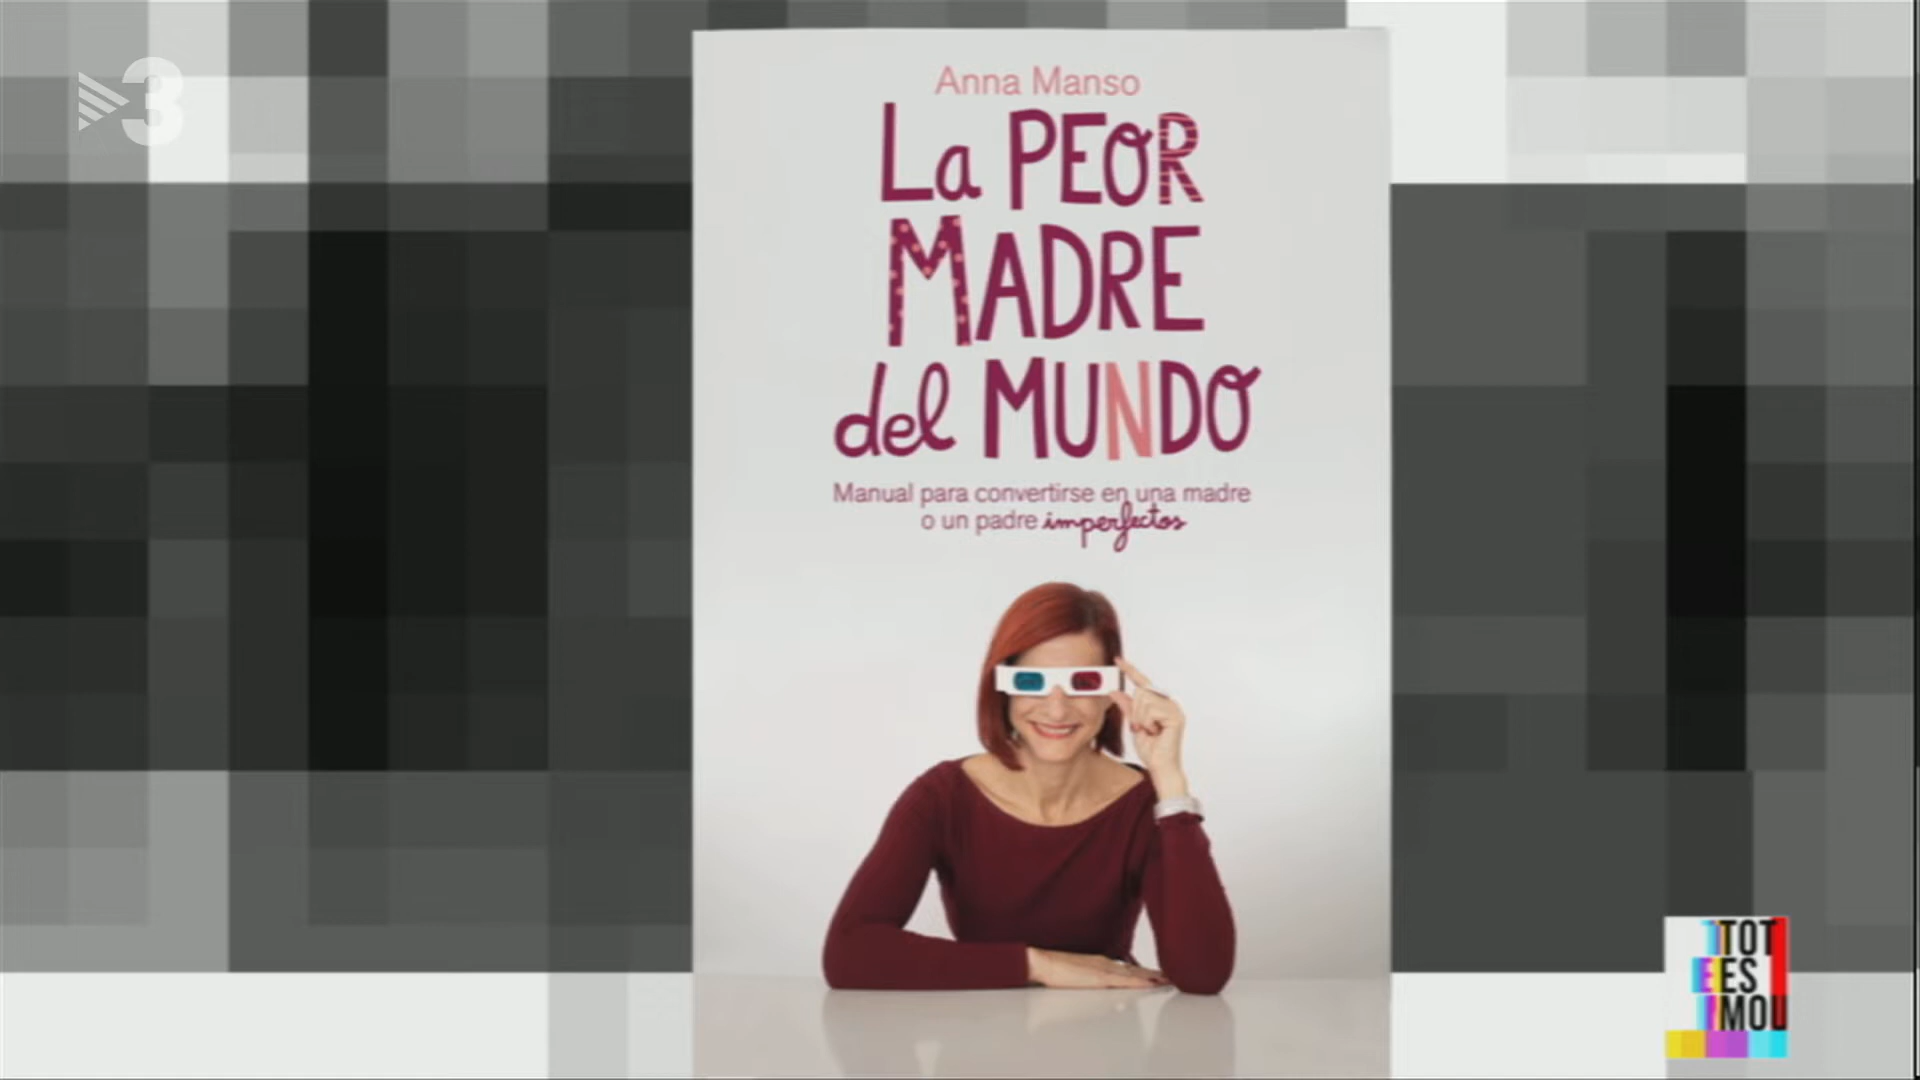 3
Anna Manso
La PEOR
MADRE
del MUNDO
Manual para convertirse en una madre
o un padre imperfectos
TOT
ES
MOU